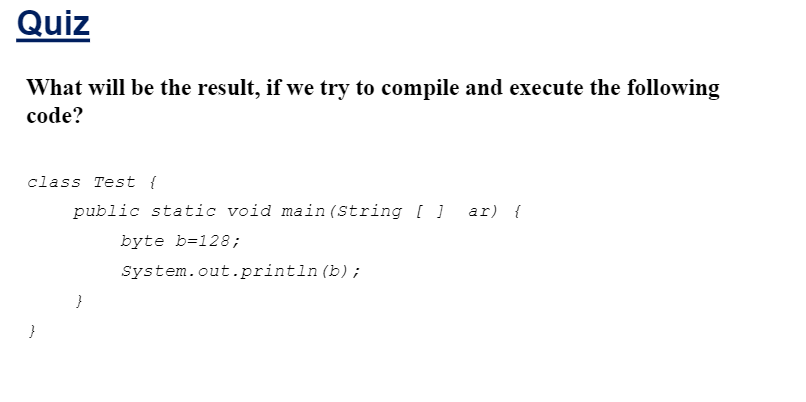 Quiz
What will be the result, if we try to compile and execute the following
code?
class Test {
public static void main(String [ ] ar) {
byte b=128;
System.out.println(b);
}
}